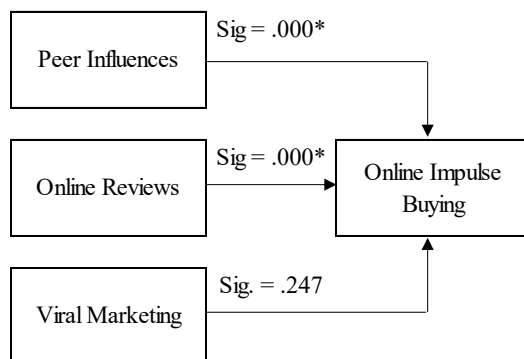 Sig = .000*
Peer Influences
Sig = .000*
Online Reviews
Online Impulse
Buying
Sig. = .247
Viral Marketing